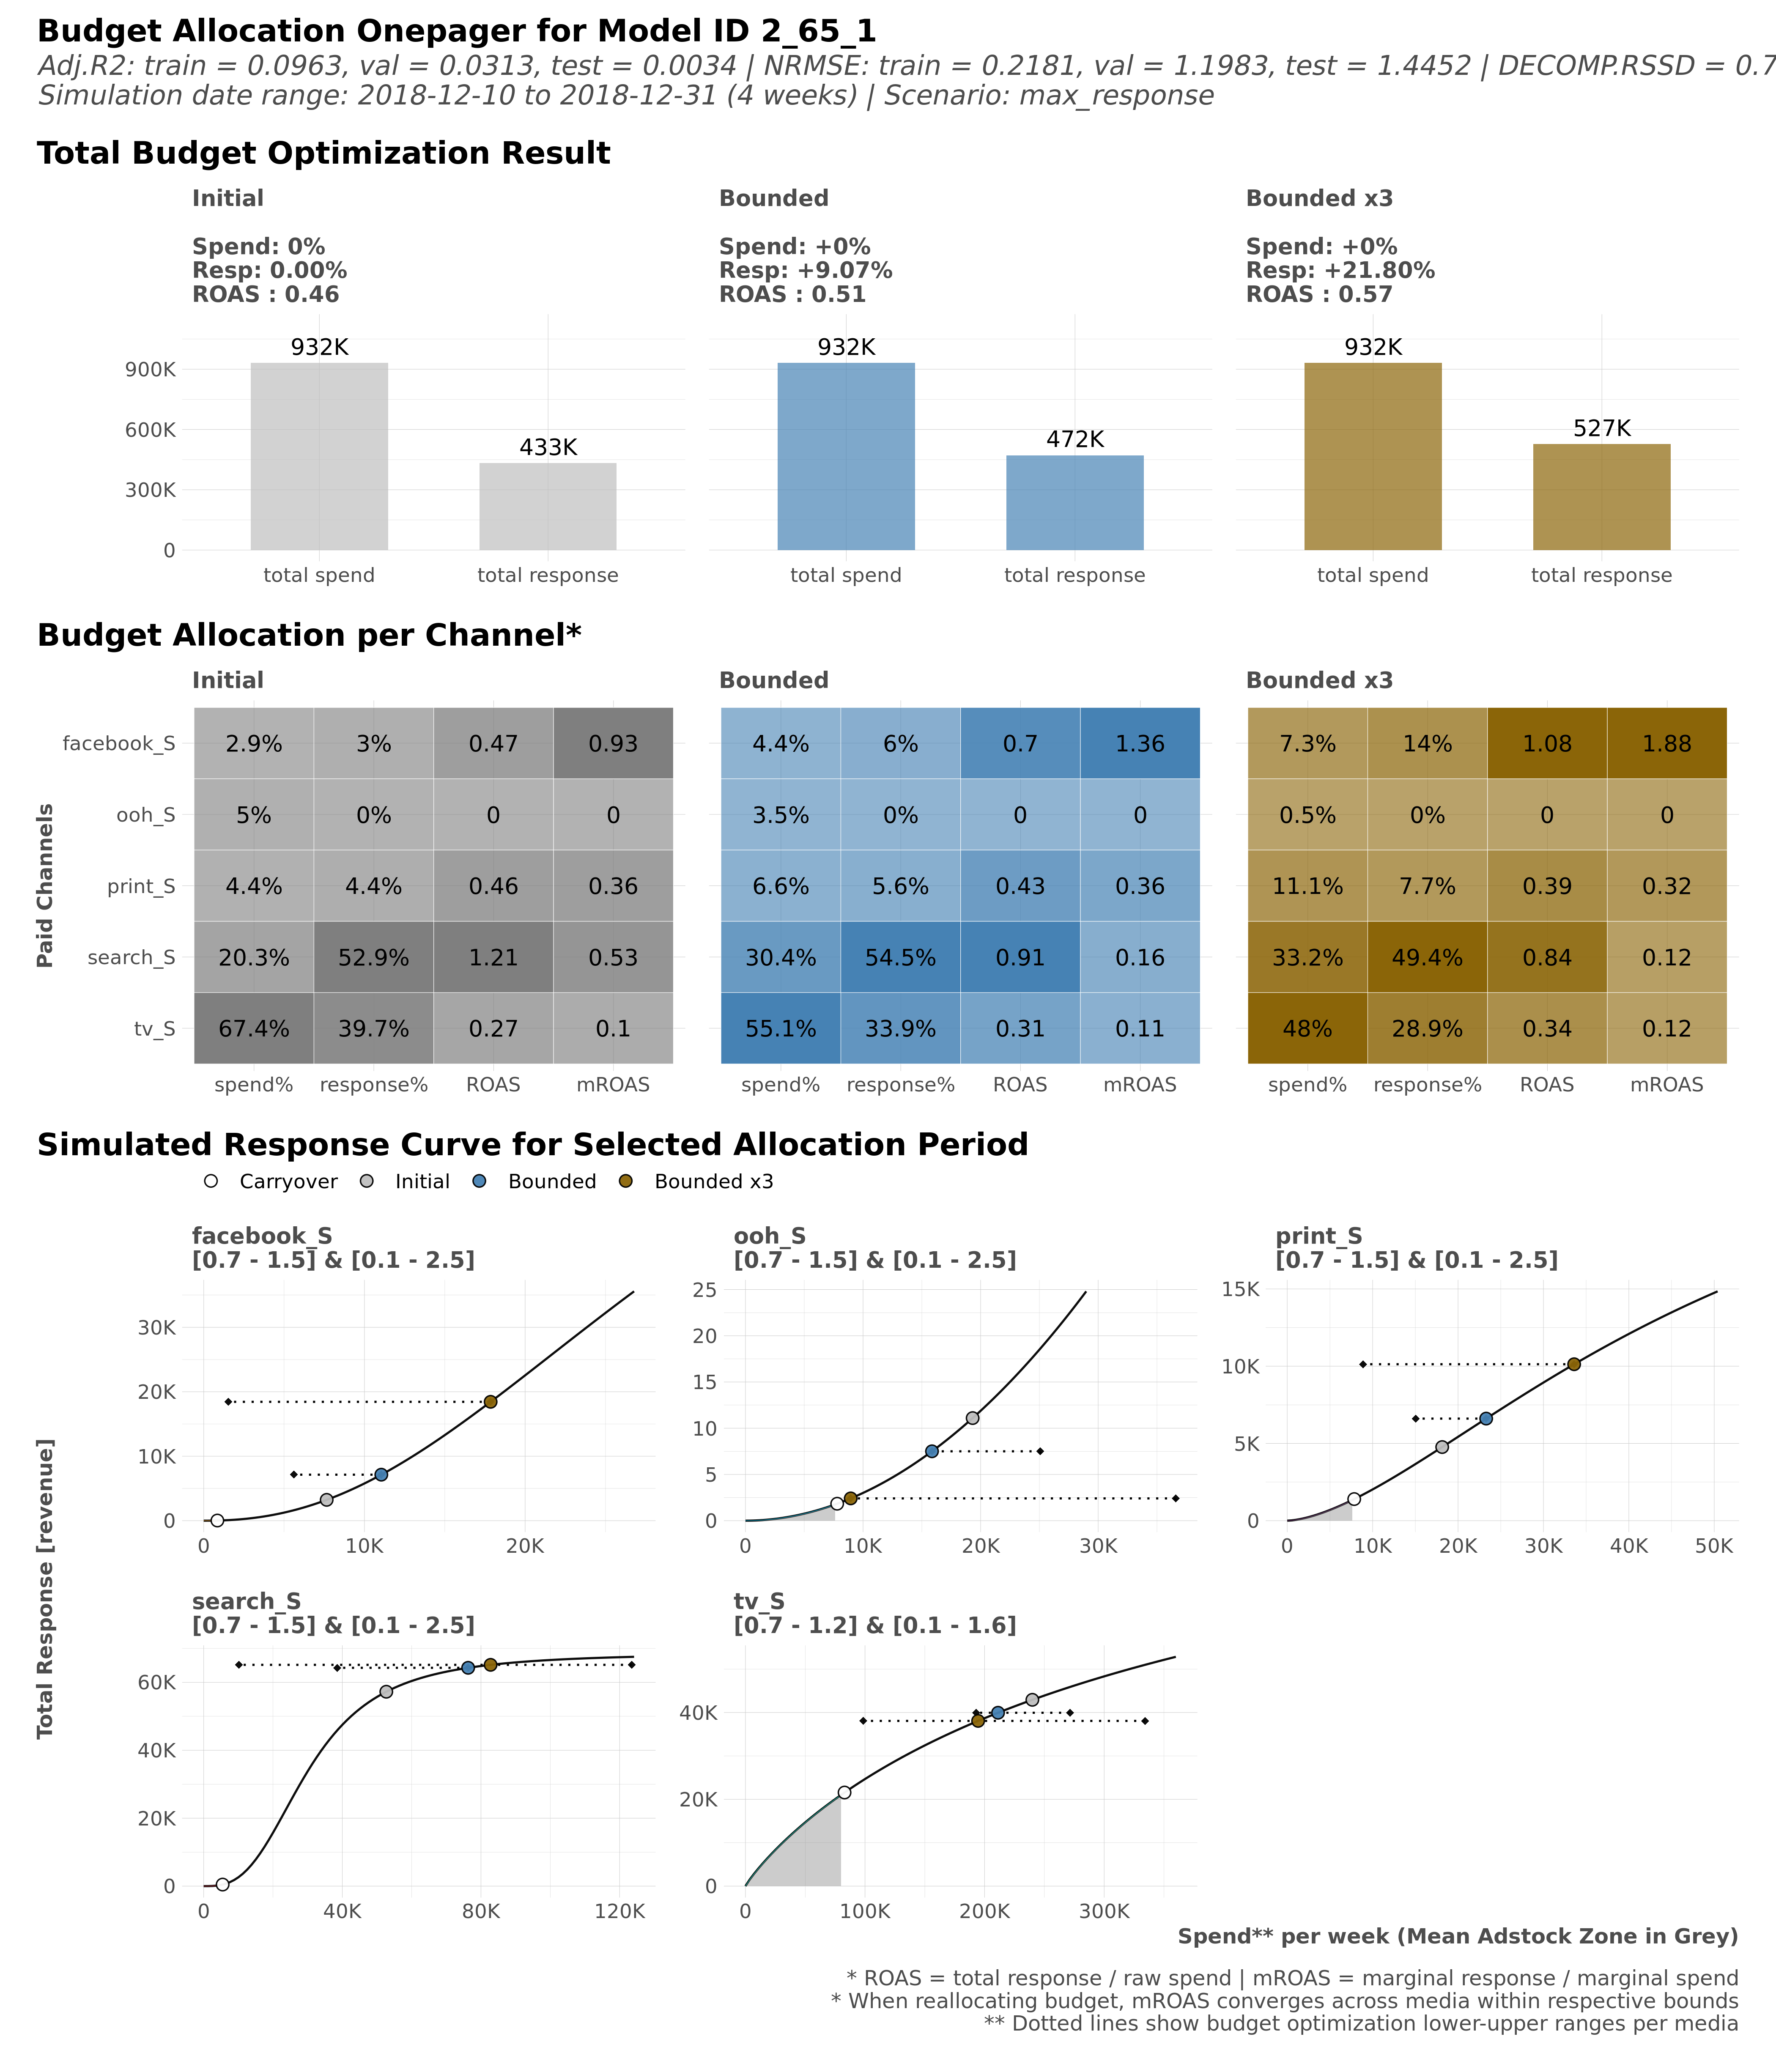 Budget Allocation Onepager for Model ID 2_65_1
Adj.R2: train = 0.0963, val = 0.0313, test = 0.0034 | NRMSE: train = 0.2181, val = 1.1983, test = 1.4452 | DECOMP.RSSD = 0.7
Simulation date range: 2018-12-10 to 2018-12-31 (4 weeks) | Scenario: max_response
Total Budget Optimization Result
Initial
Spend: 0%
Resp: 0.00%
ROAS : 0.46
Bounded
Spend: +0%
Resp: +9.07%
ROAS : 0.51
Bounded x3
Spend: +0%
Resp: +21.80%
ROAS : 0.57
900K
600K
300K
0
932K
433K
932K
472K
932K
527K
total spend
total response
total spend
total response
total spend
total response
Budget Allocation per Channel*
Initial
Bounded
Bounded x3
Paid Channels
facebook_S 2.9% 3% 0.47 0.93 4.4% 6% 0.7 1.36 7.3% 14% 1.08 1.88
ooh_S 5% 0% 0 0 3.5% 0% 0 0 0.5% 0% 0 0
print_S 4.4% 4.4% 0.46 0.36 6.6% 5.6% 0.43 0.36 11.1% 7.7% 0.39 0.32
search_S 20.3% 52.9% 1.21 0.53 30.4% 54.5% 0.91 0.16 33.2% 49.4% 0.84 0.12
tv_S 67.4% 39.7% 0.27 0.1 55.1% 33.9% 0.31 0.11 48% 28.9% 0.34 0.12
spend% response% ROAS mROAS spend% response% ROAS mROAS spend% response% ROAS mROAS
Simulated Response Curve for Selected Allocation Period
Carryover Initial Bounded Bounded x3
Total Response [revenue]
facebook_S
[0.7 - 1.5] & [0.1 - 2.5]
30K
20K
10K
0
0 10K 20K
ooh_S
[0.7 - 1.5] & [0.1 - 2.5]
25
20
15
10
5
0
0 10K 20K 30K
print_S
[0.7 - 1.5] & [0.1 - 2.5]
15K
10K
5K
0
0 10K 20K 30K 40K 50K
search_S
[0.7 - 1.5] & [0.1 - 2.5]
60K
40K
20K
0
0 40K 80K 120K
tv_S
[0.7 - 1.2] & [0.1 - 1.6]
40K
20K
0
0 100K 200K 300K
Spend** per week (Mean Adstock Zone in Grey)
* ROAS = total response / raw spend | mROAS = marginal response / marginal spend
* When reallocating budget, mROAS converges across media within respective bounds
** Dotted lines show budget optimization lower-upper ranges per media